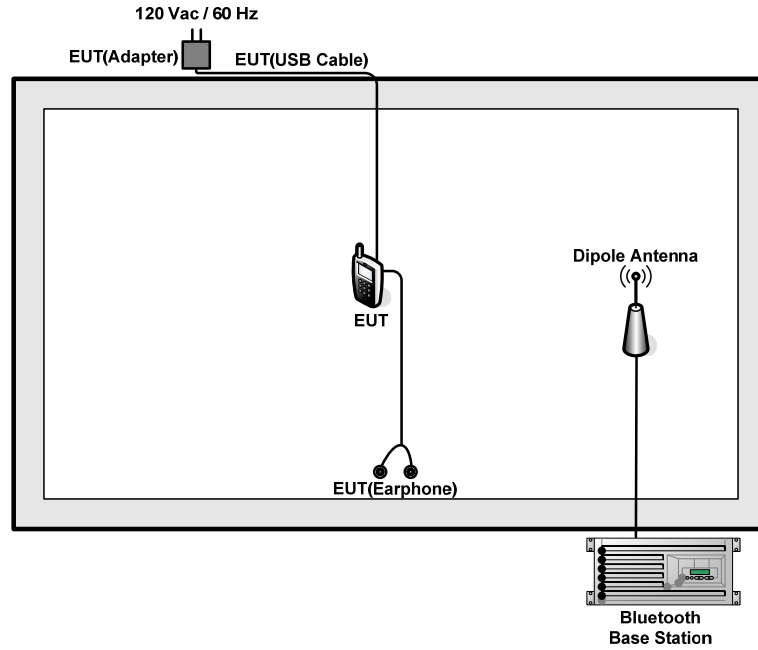 120 Vac / 60 Hz
EUT(Adapter)
EUT(USB Cable)
Dipole Antenna
EUT
EUT(Earphone)
Bluetooth
Base Station